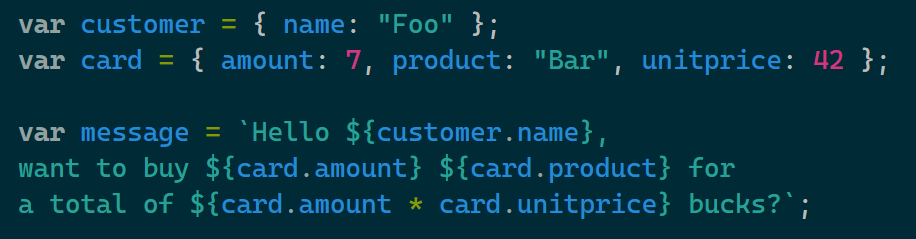 var customer = { name: "Foo" };
var card = { amount: 7, product: "Bar", unitprice: 42 };
var message = `Hello ${customer.name},
want to buy ${card.amount} ${card.product} for
a total of ${card.amount * card.unitprice} bucks?`;